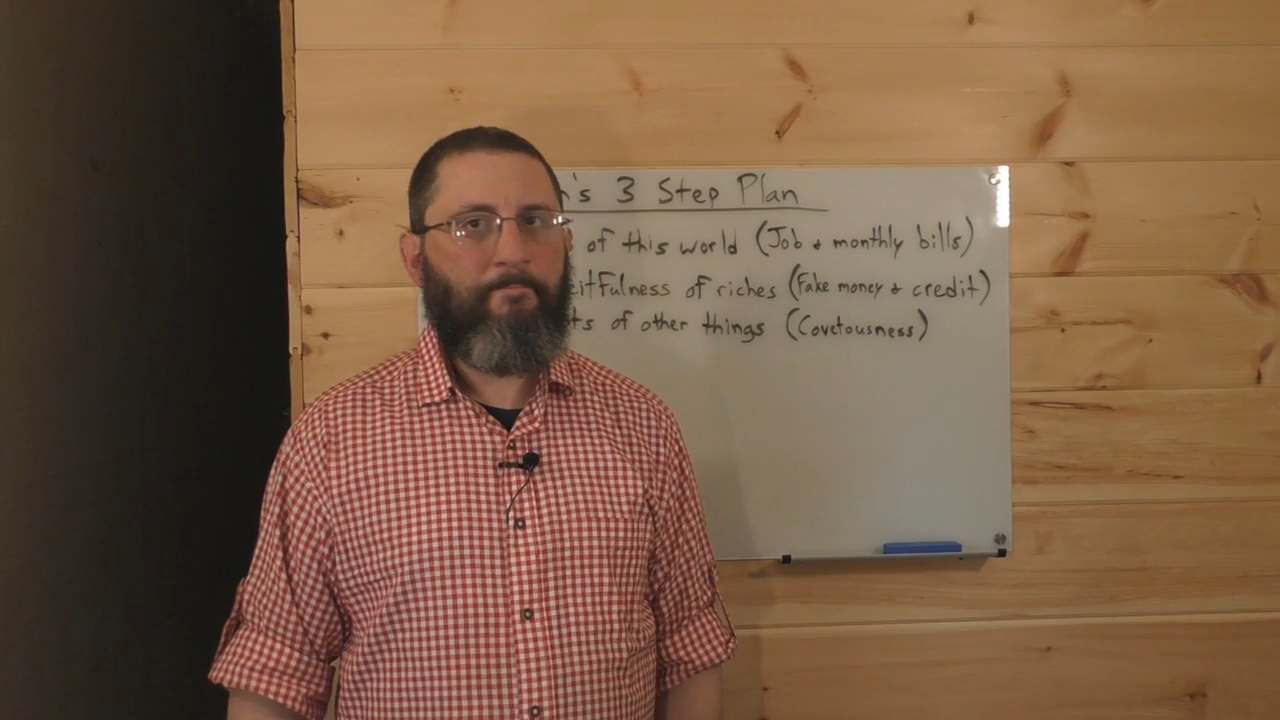 's 3 Step Plan
of this world (Job & monthly bills)
eitfulness of riches (Fake money & credit)
ts of other things (Covetousness)